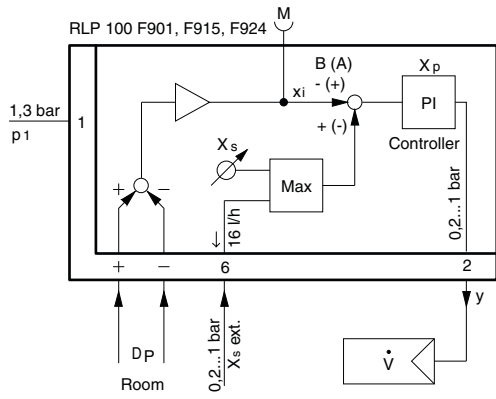 RLP 100 F901, F915, F924
M
B (A)
xi
- (+)
+ (-)
Xp
PI
Controller
1,3 bar
p1
1
Xs
Max
0,2...1 bar
16 l/h
↓
+ −
+ − 6 2
y
Dp
Room
0,2...1 bar
Xs ext.
V̇